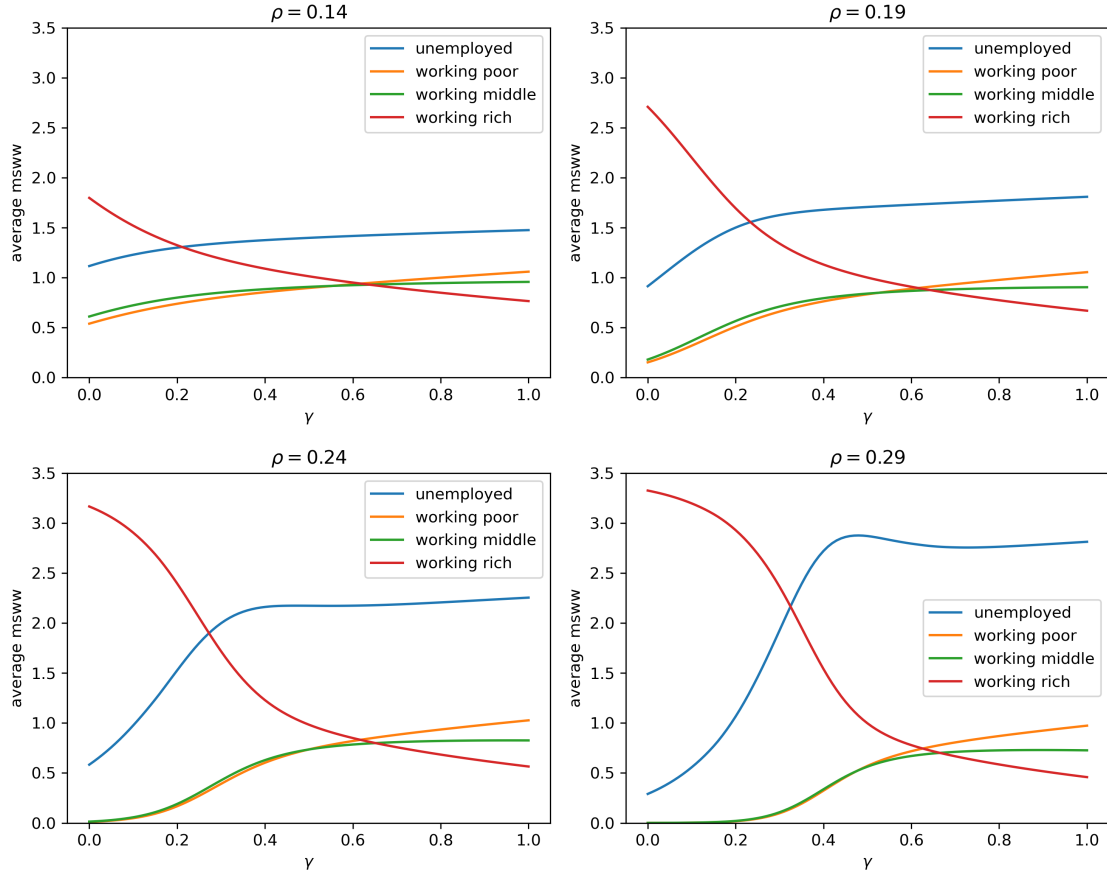 ρ = 0.14
average msww
3.5
3.0
2.5
2.0
1.5
1.0
0.5
0.0
unemployed
working poor
working middle
working rich
0.0 0.2 0.4 0.6 0.8 1.0
γ
ρ = 0.19
average msww
3.5
3.0
2.5
2.0
1.5
1.0
0.5
0.0
unemployed
working poor
working middle
working rich
0.0 0.2 0.4 0.6 0.8 1.0
γ
ρ = 0.24
average msww
3.5
3.0
2.5
2.0
1.5
1.0
0.5
0.0
unemployed
working poor
working middle
working rich
0.0 0.2 0.4 0.6 0.8 1.0
γ
ρ = 0.29
average msww
3.5
3.0
2.5
2.0
1.5
1.0
0.5
0.0
unemployed
working poor
working middle
working rich
0.0 0.2 0.4 0.6 0.8 1.0
γ